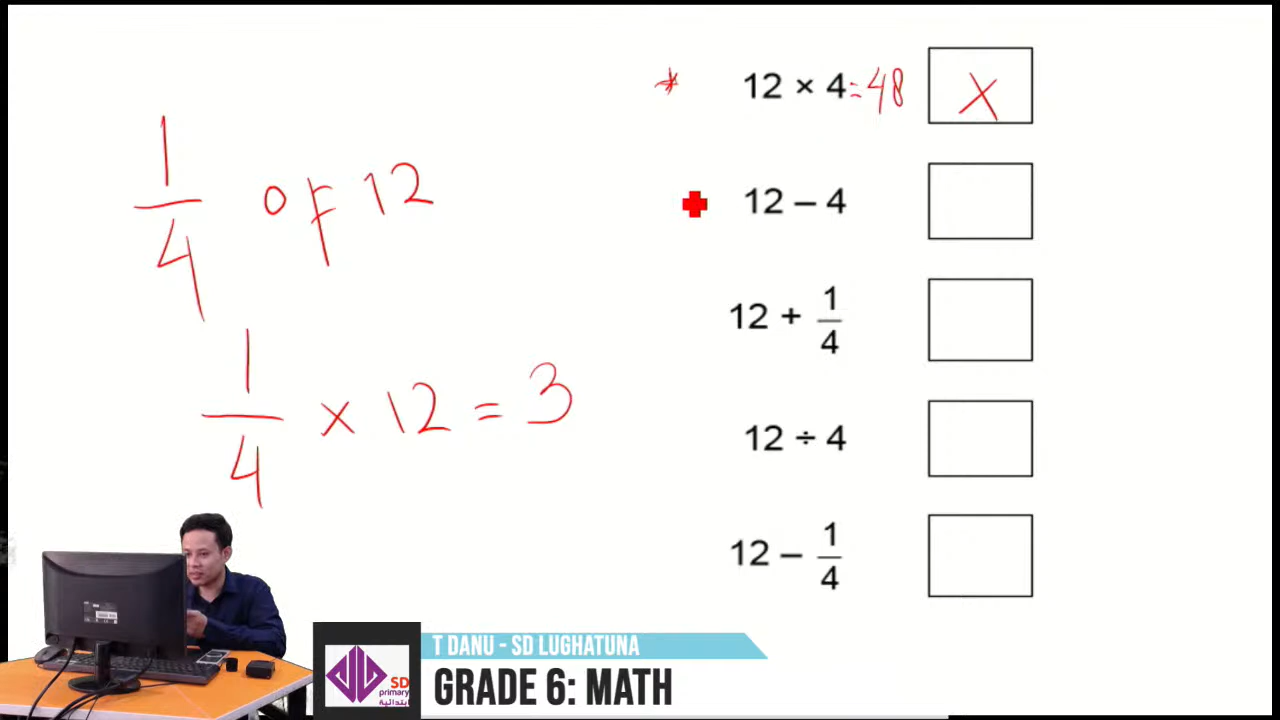 1/4 of 12
1/4 × 12 = 3
* 12 × 4 = 48 X
12 – 4
12 + 1/4
12 ÷ 4
12 – 1/4
T DANU - SD LUGHATUNA
GRADE 6: MATH
SD
primary
ابتدائية